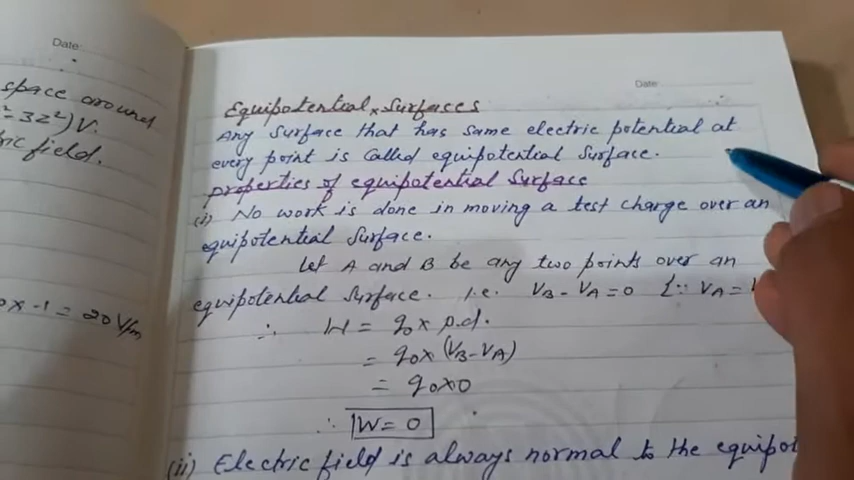 Date:
space around
²-3z²)V.
ric field.
0x-1 = 20 V/m
Date:
Equipotential Surfaces
Any Surface that has same electric potential at
every point is called equipotential Surface.
properties of equipotential Surface
(i) No work is done in moving a test charge over an
equipotential Surface.
Let A and B be any two points over an
equipotential Surface. i.e. VB - VA = 0 {∵ VA =
∴ W = q0 x p.d.
= q0 x (VB - VA)
= q0 x 0
∴ W = 0
(ii) Electric field is always normal to the equipot